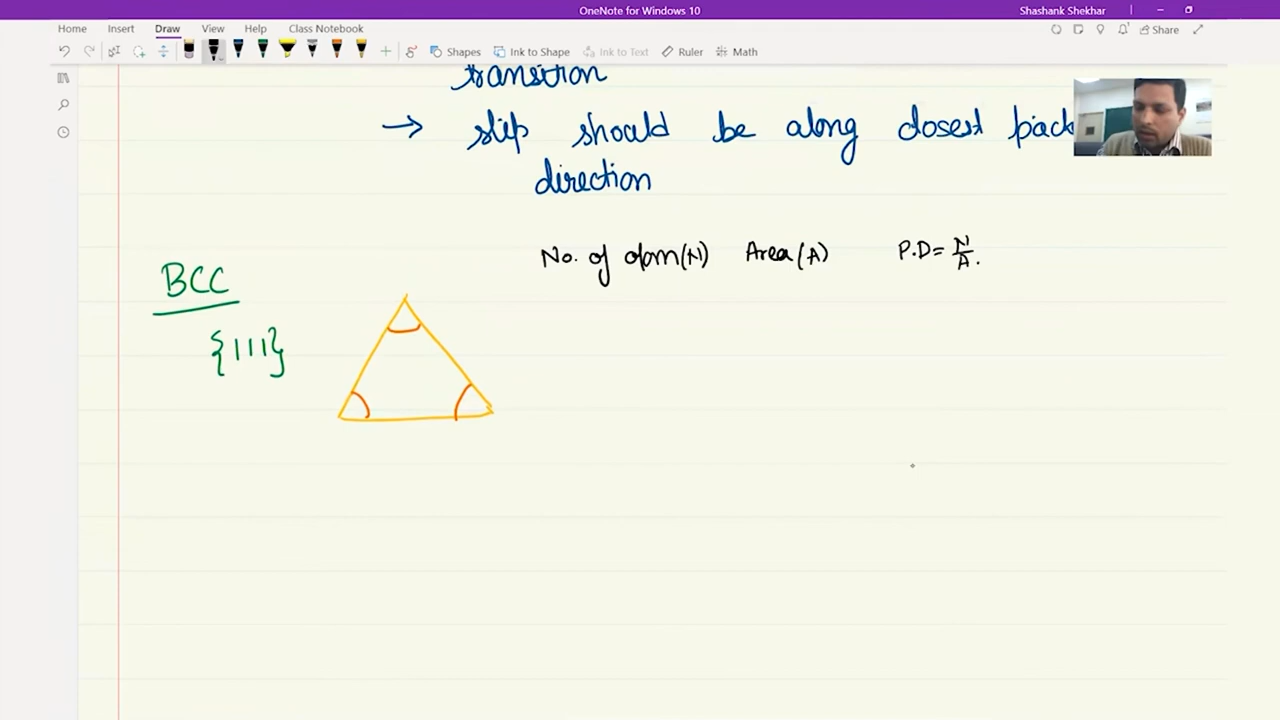 OneNote for Windows 10
Shashank Shekhar
Home Insert Draw View Help Class Notebook
Share
Shapes Ink to Shape Ink to Text Ruler Math
transition
→ slip should be along closest pack
direction
No. of atom(N) Area(A) P.D = N/A.
BCC
{111}